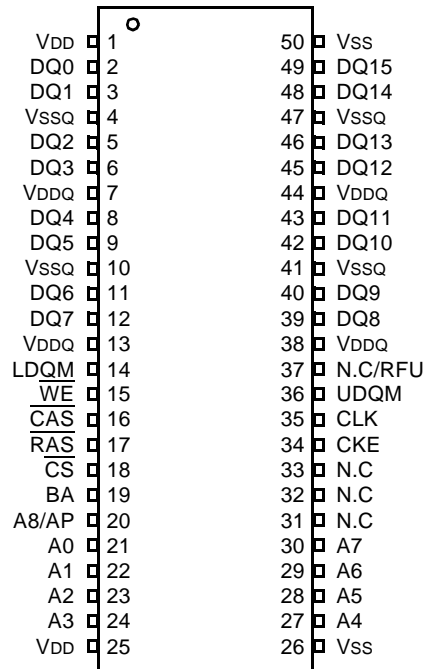 VDD 1 50 VSS
DQ0 2 49 DQ15
DQ1 3 48 DQ14
VSSQ 4 47 VSSQ
DQ2 5 46 DQ13
DQ3 6 45 DQ12
VDDQ 7 44 VDDQ
DQ4 8 43 DQ11
DQ5 9 42 DQ10
VSSQ 10 41 VSSQ
DQ6 11 40 DQ9
DQ7 12 39 DQ8
VDDQ 13 38 VDDQ
LDQM 14 37 N.C/RFU
W̅E̅ 15 36 UDQM
C̅A̅S̅ 16 35 CLK
R̅A̅S̅ 17 34 CKE
C̅S̅ 18 33 N.C
BA 19 32 N.C
A8/AP 20 31 N.C
A0 21 30 A7
A1 22 29 A6
A2 23 28 A5
A3 24 27 A4
VDD 25 26 VSS